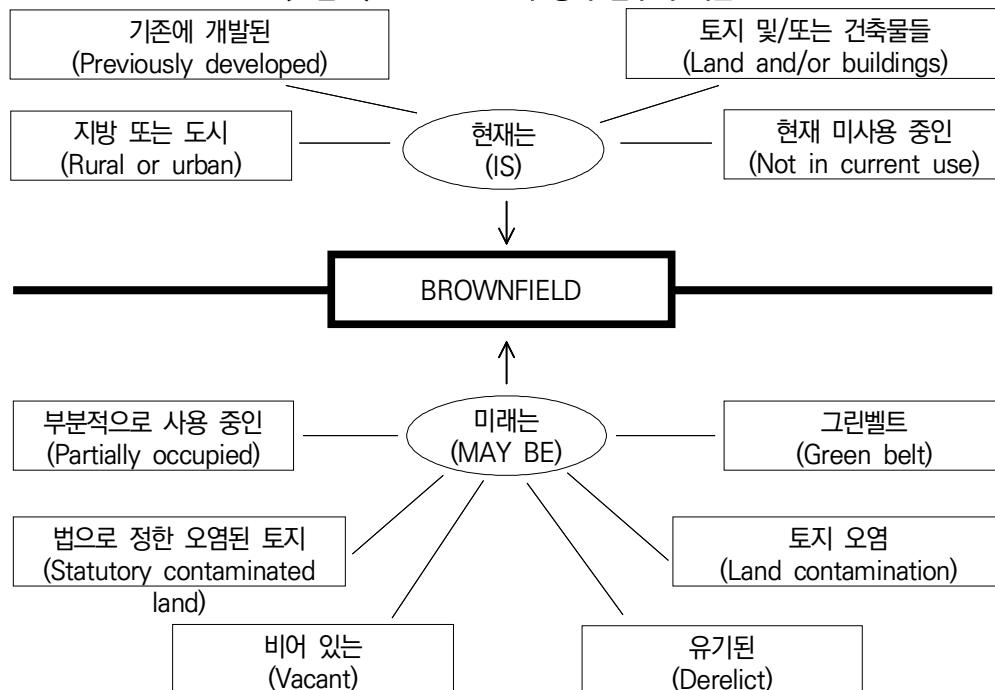 기존에 개발된
(Previously developed)
토지 및/또는 건축물들
(Land and/or buildings)
지방 또는 도시
(Rural or urban)
현재는
(IS)
현재 미사용 중인
(Not in current use)
BROWNFIELD
부분적으로 사용 중인
(Partially occupied)
미래는
(MAY BE)
그린벨트
(Green belt)
법으로 정한 오염된 토지
(Statutory contaminated
land)
토지 오염
(Land contamination)
비어 있는
(Vacant)
유기된
(Derelict)